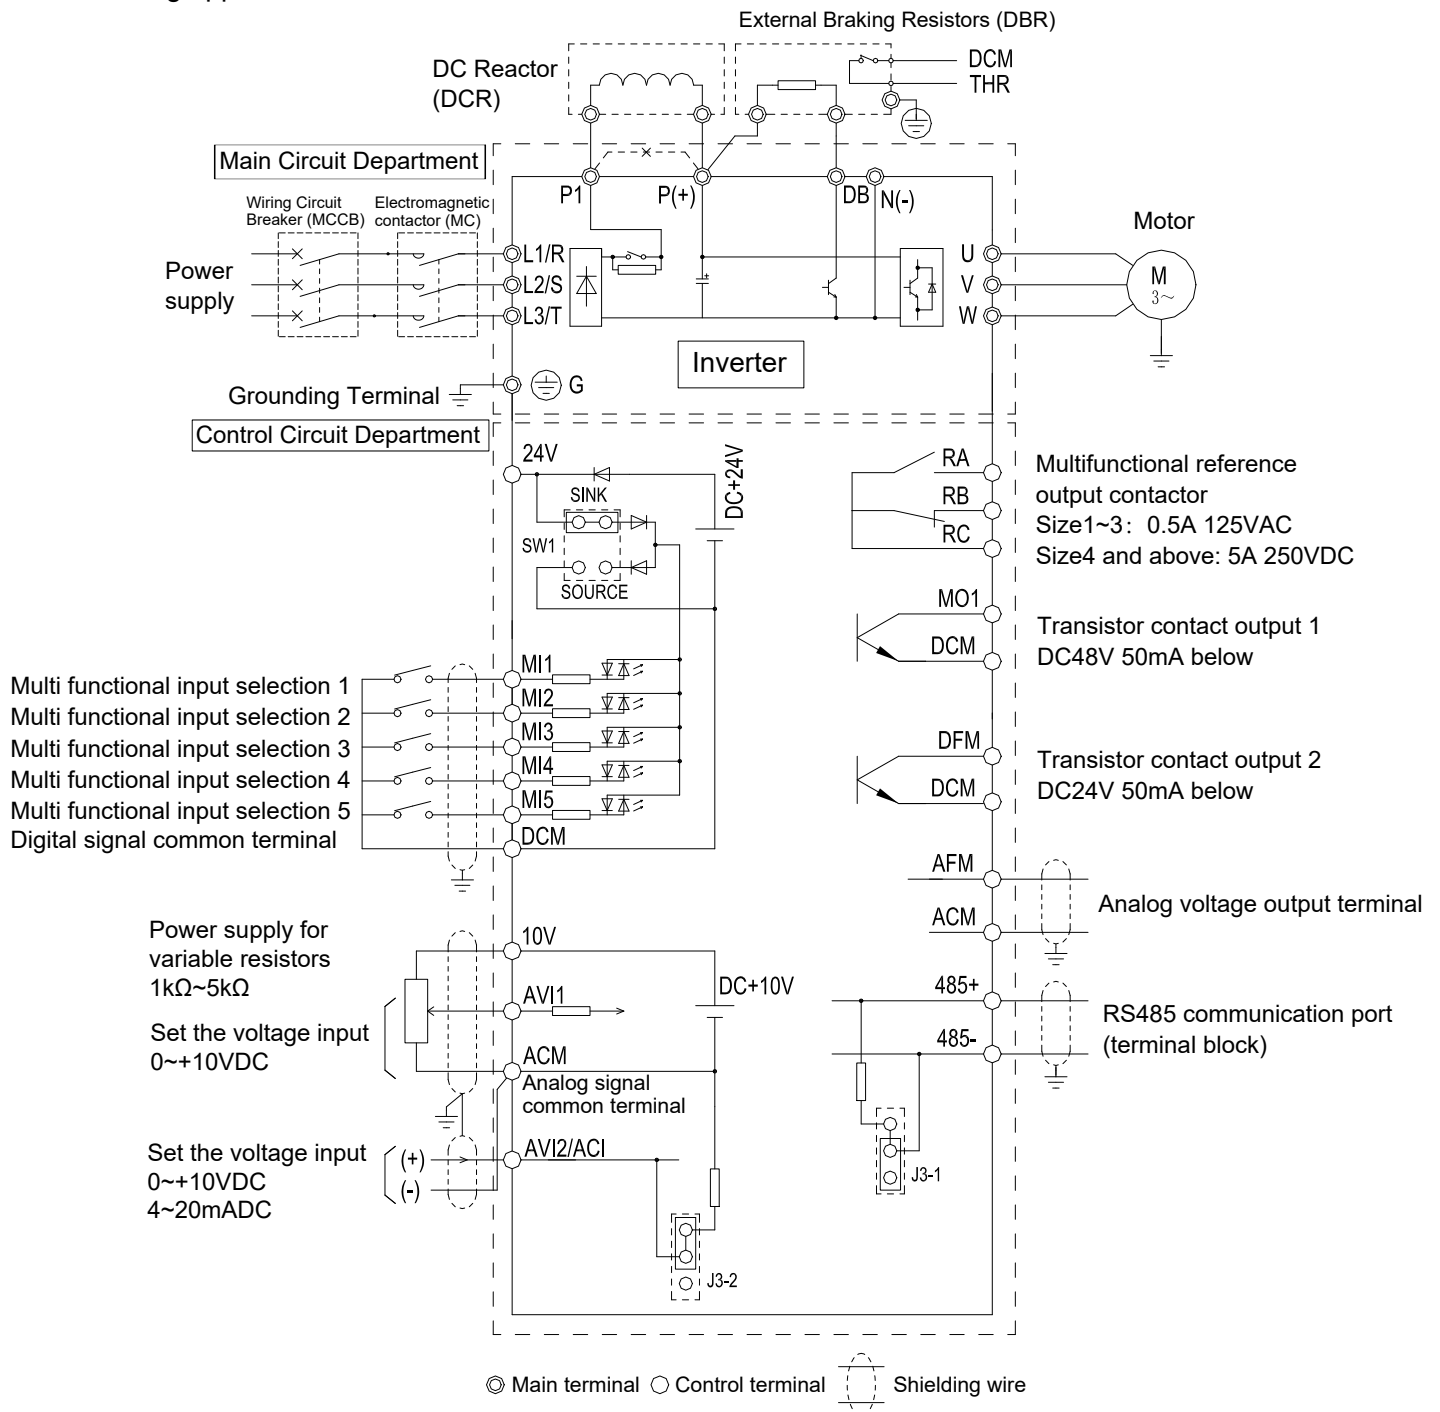 External Braking Resistors (DBR)
DC Reactor
(DCR)
DCM
THR
Main Circuit Department
P1
P(+)
DB
N(-)
Wiring Circuit
Breaker (MCCB)
Electromagnetic
contactor (MC)
Motor
Power
supply
L1/R
L2/S
L3/T
U
V
W
M
3~
Inverter
Grounding Terminal
G
Control Circuit Department
24V
SINK
SW1
SOURCE
DC+24V
RA
RB
RC
Multifunctional reference
output contactor
Size1~3: 0.5A 125VAC
Size4 and above: 5A 250VDC
MO1
DCM
Transistor contact output 1
DC48V 50mA below
Multi functional input selection 1
Multi functional input selection 2
Multi functional input selection 3
Multi functional input selection 4
Multi functional input selection 5
Digital signal common terminal
MI1
MI2
MI3
MI4
MI5
DCM
DFM
DCM
Transistor contact output 2
DC24V 50mA below
AFM
ACM
Analog voltage output terminal
Power supply for
variable resistors
1kΩ~5kΩ
Set the voltage input
0~+10VDC
10V
AVI1
DC+10V
ACM
Analog signal
common terminal
485+
485-
RS485 communication port
(terminal block)
J3-1
Set the voltage input
0~+10VDC
4~20mADC
(+)
(-)
AVI2/ACI
J3-2
Main terminal
Control terminal
Shielding wire